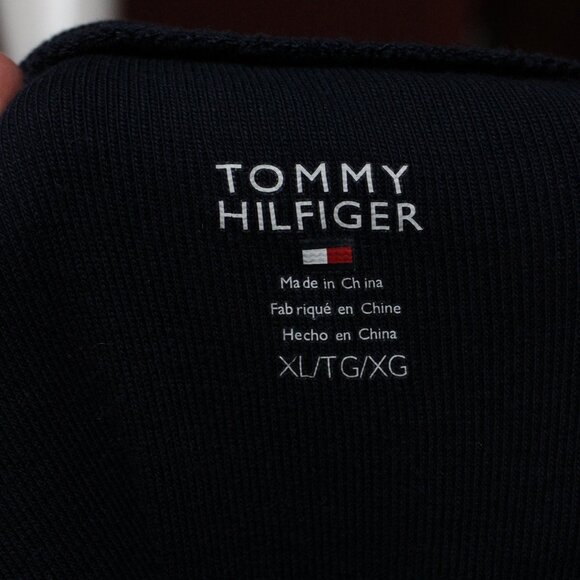 TOMMY
HILFIGER
Made in China
Fabriqué en Chine
Hecho en China
XL/TG/XG